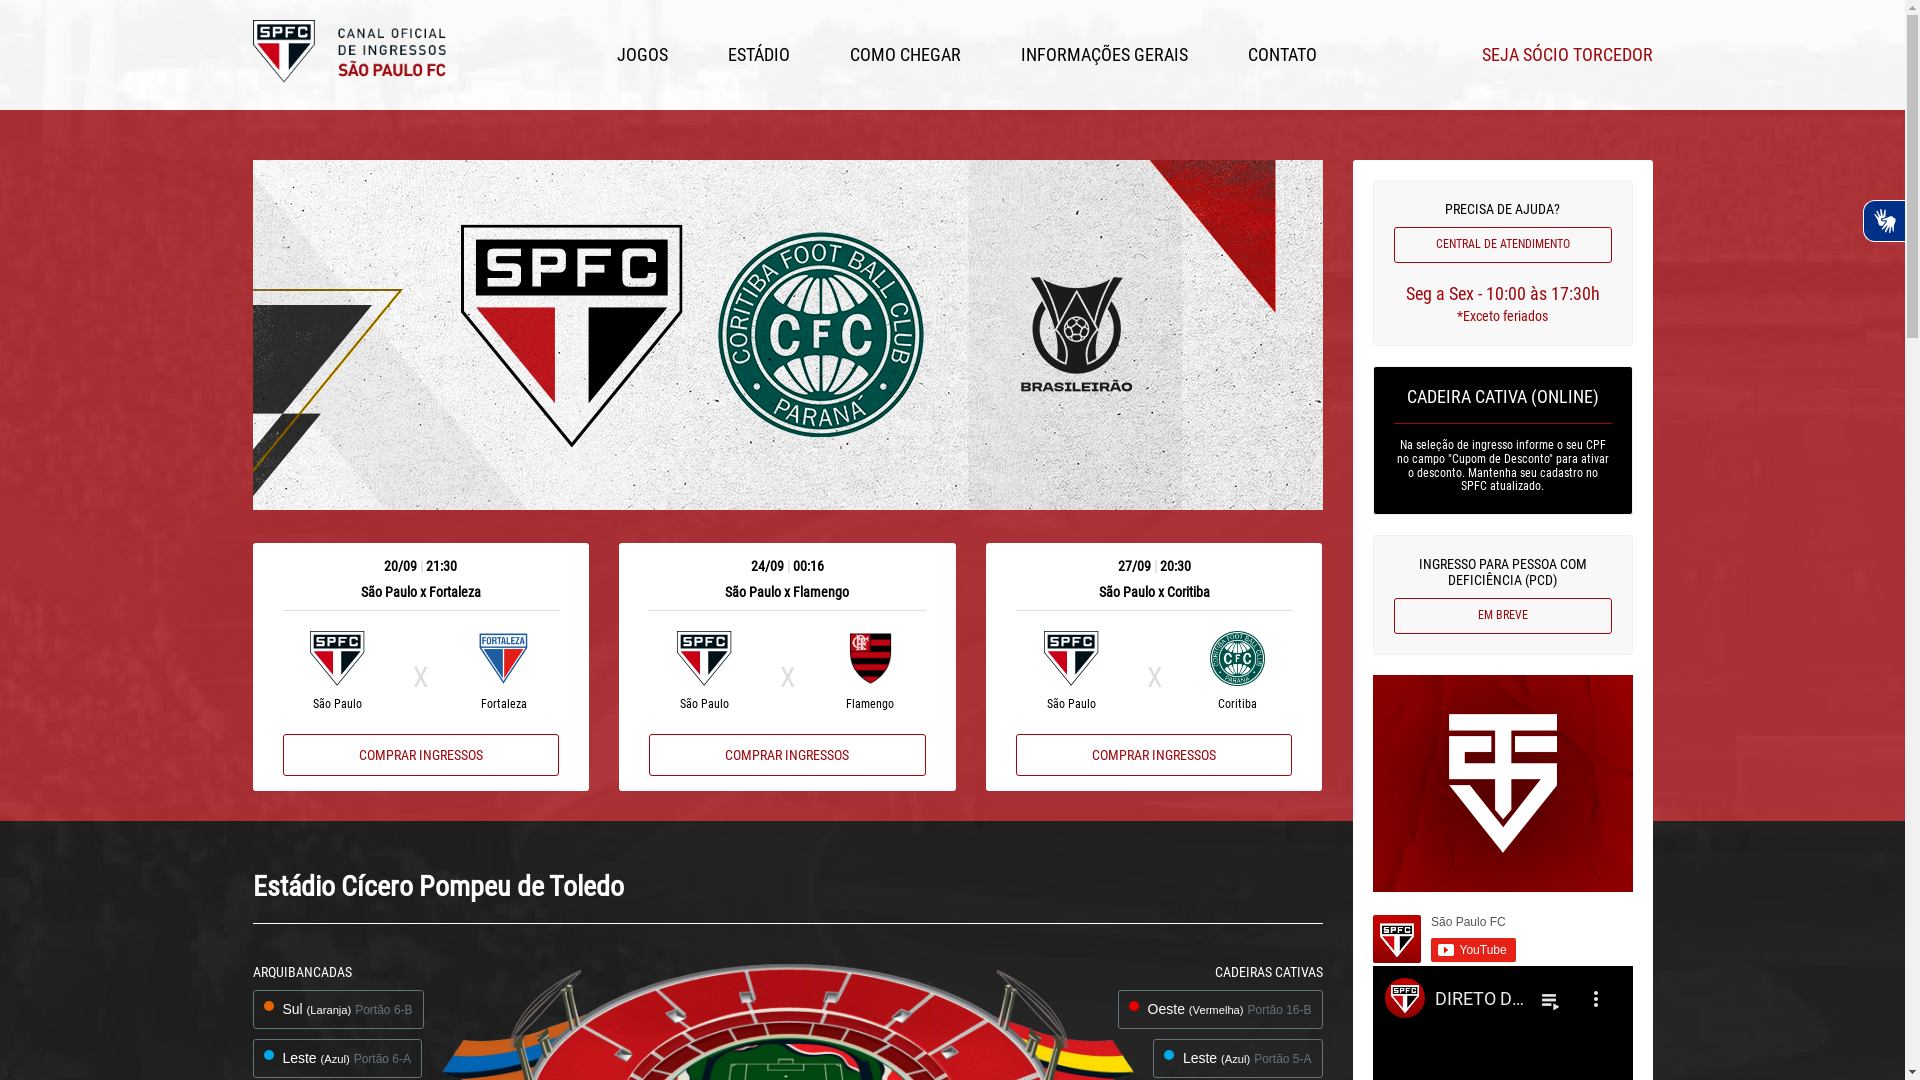 SPFC
CANAL OFICIAL
DE INGRESSOS
SÃO PAULO FC
JOGOS
ESTÁDIO
COMO CHEGAR
INFORMAÇÕES GERAIS
CONTATO
SEJA SÓCIO TORCEDOR
SPFC
CORITIBA FOOT BALL CLUB
CFC
PARANÁ
BRASILEIRÃO
20/09 | 21:30
São Paulo x Fortaleza
SPFC
X
FORTALEZA
São Paulo
Fortaleza
COMPRAR INGRESSOS
24/09 | 00:16
São Paulo x Flamengo
SPFC
X
São Paulo
Flamengo
COMPRAR INGRESSOS
27/09 | 20:30
São Paulo x Coritiba
SPFC
X
CORITIBA FOOT BALL CLUB
CFC
PARANÁ
São Paulo
Coritiba
COMPRAR INGRESSOS
PRECISA DE AJUDA?
CENTRAL DE ATENDIMENTO
Seg a Sex - 10:00 às 17:30h
*Exceto feriados
CADEIRA CATIVA (ONLINE)
Na seleção de ingresso informe o seu CPF
no campo "Cupom de Desconto" para ativar
o desconto. Mantenha seu cadastro no
SPFC atualizado.
INGRESSO PARA PESSOA COM
DEFICIÊNCIA (PCD)
EM BREVE
SPFC
São Paulo FC
YouTube
SPFC
DIRETO D...
Estádio Cícero Pompeu de Toledo
ARQUIBANCADAS
Sul (Laranja) Portão 6-B
Leste (Azul) Portão 6-A
CADEIRAS CATIVAS
Oeste (Vermelha) Portão 16-B
Leste (Azul) Portão 5-A